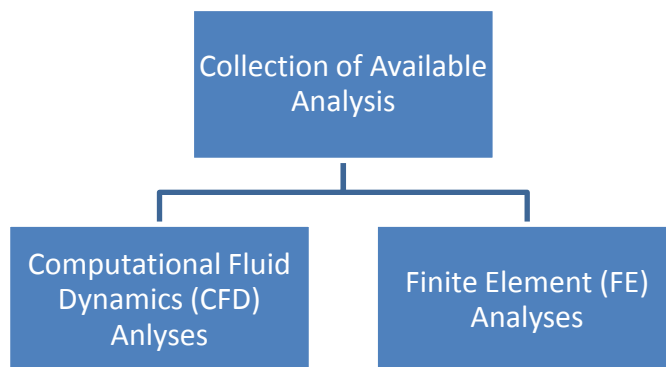 Collection of Available
Analysis
Computational Fluid
Dynamics (CFD)
Anlyses
Finite Element (FE)
Analyses